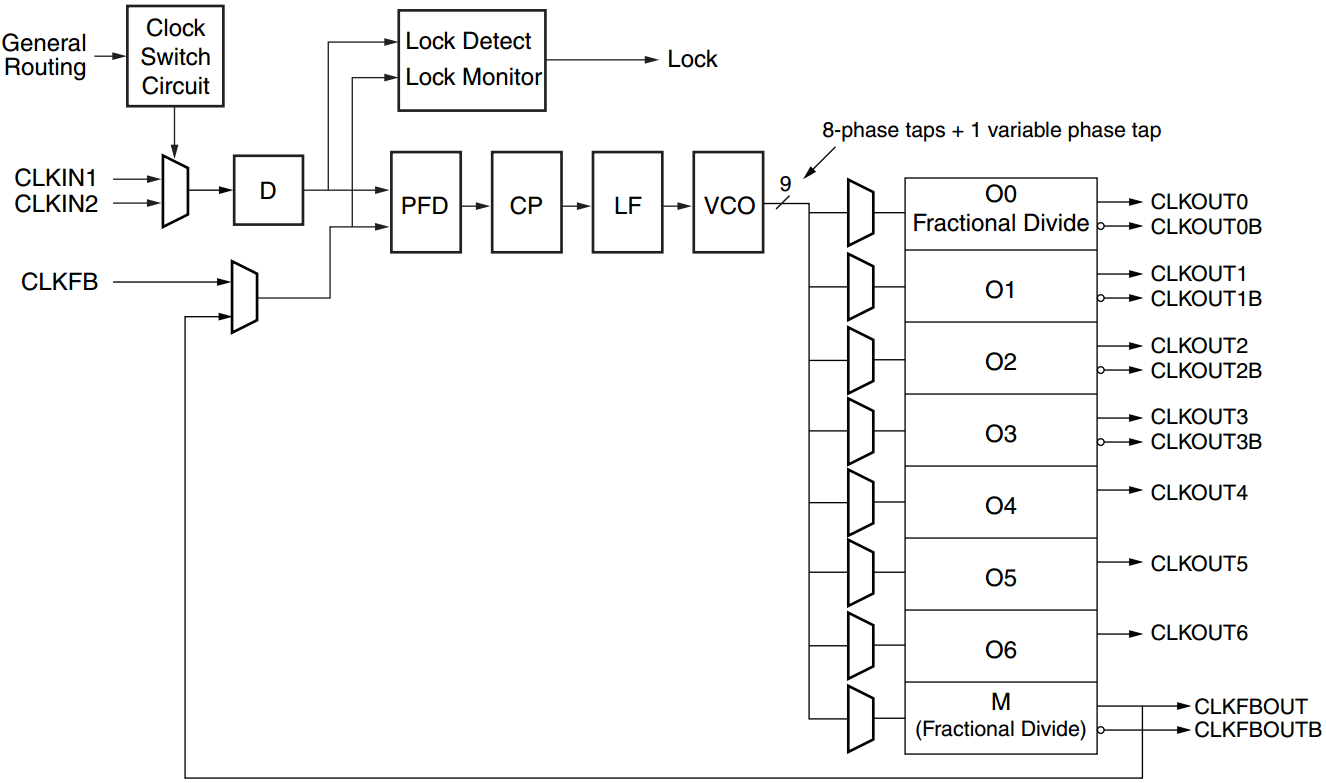 General
Routing
Clock
Switch
Circuit
Lock Detect
Lock Monitor
Lock
CLKIN1
CLKIN2
D
PFD
CP
LF
VCO
9
8-phase taps + 1 variable phase tap
CLKFB
O0
Fractional Divide
CLKOUT0
CLKOUT0B
O1
CLKOUT1
CLKOUT1B
O2
CLKOUT2
CLKOUT2B
O3
CLKOUT3
CLKOUT3B
O4
CLKOUT4
O5
CLKOUT5
O6
CLKOUT6
M
(Fractional Divide)
CLKFBOUT
CLKFBOUTB